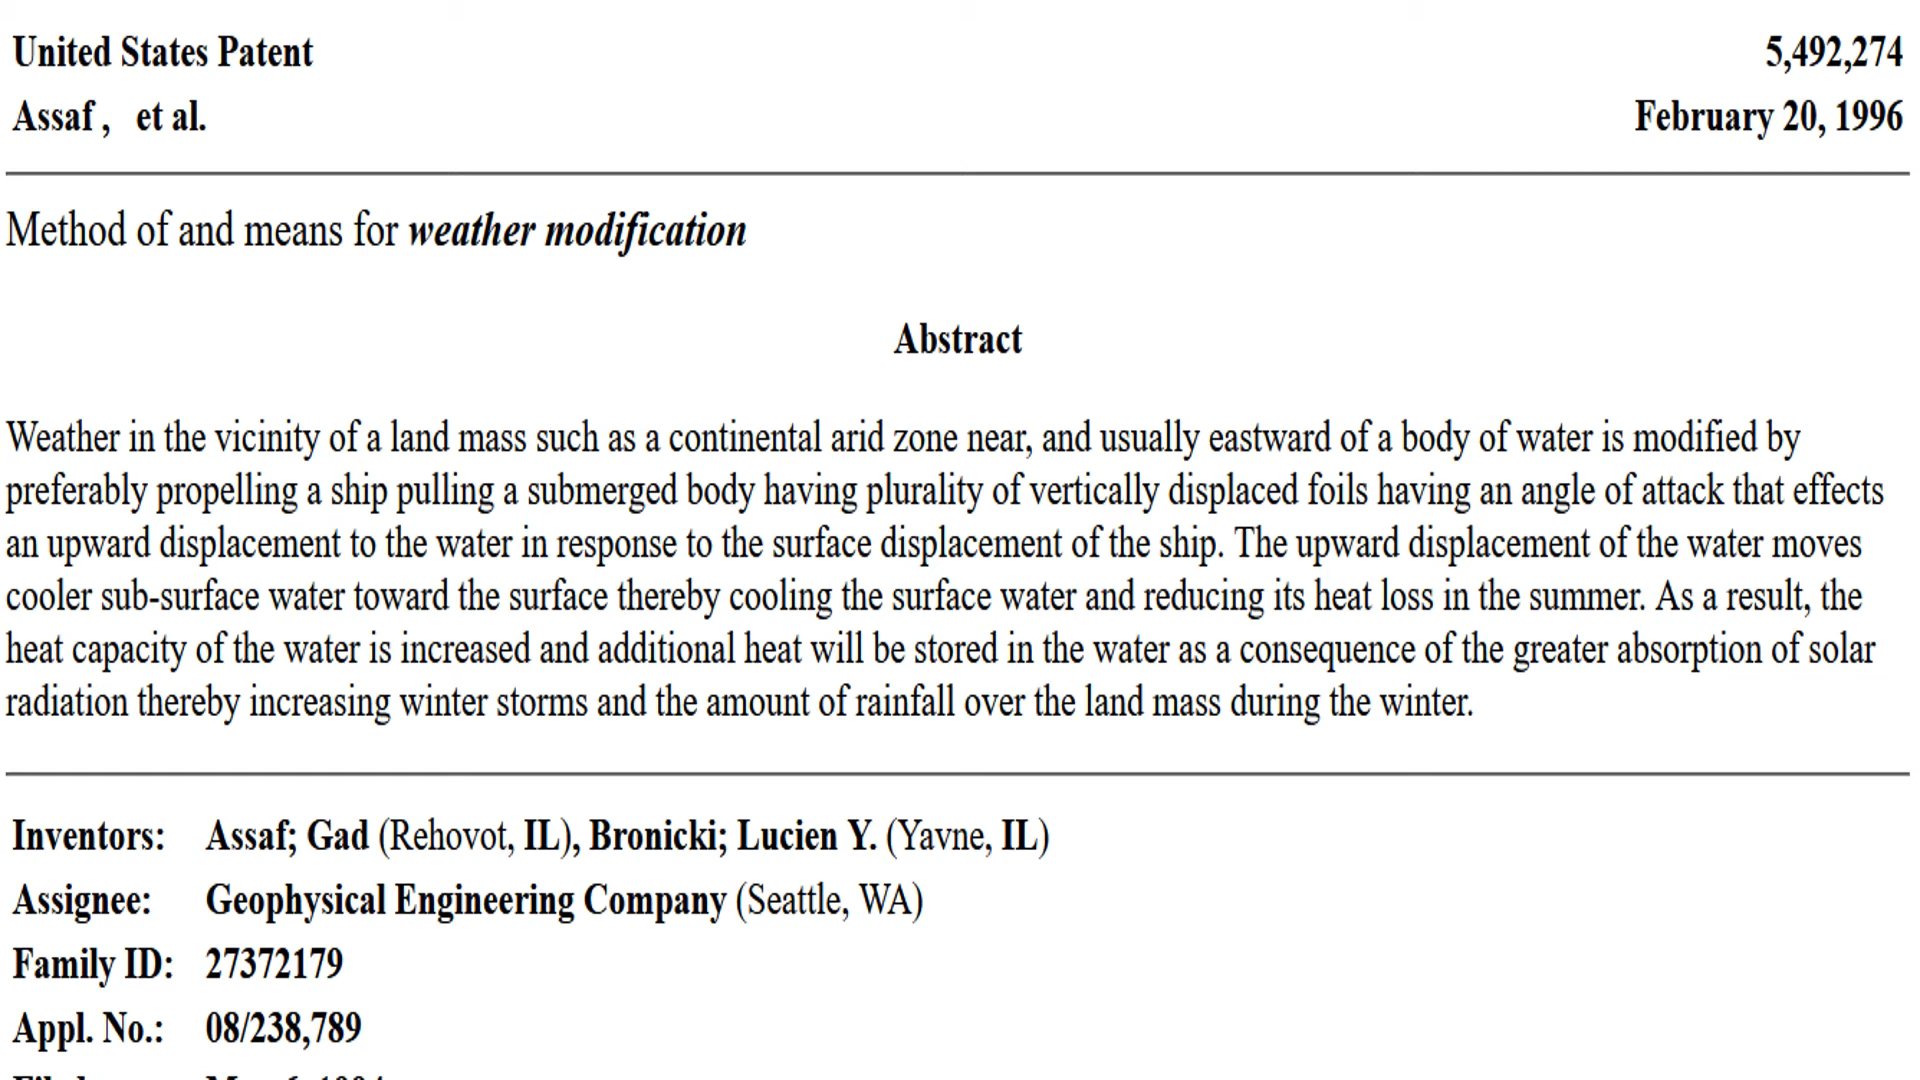 United States Patent 5,492,274
Assaf , et al. February 20, 1996
Method of and means for weather modification
Abstract
Weather in the vicinity of a land mass such as a continental arid zone near, and usually eastward of a body of water is modified by
preferably propelling a ship pulling a submerged body having plurality of vertically displaced foils having an angle of attack that effects
an upward displacement to the water in response to the surface displacement of the ship. The upward displacement of the water moves
cooler sub-surface water toward the surface thereby cooling the surface water and reducing its heat loss in the summer. As a result, the
heat capacity of the water is increased and additional heat will be stored in the water as a consequence of the greater absorption of solar
radiation thereby increasing winter storms and the amount of rainfall over the land mass during the winter.
Inventors: Assaf; Gad (Rehovot, IL), Bronicki; Lucien Y. (Yavne, IL)
Assignee: Geophysical Engineering Company (Seattle, WA)
Family ID: 27372179
Appl. No.: 08/238,789